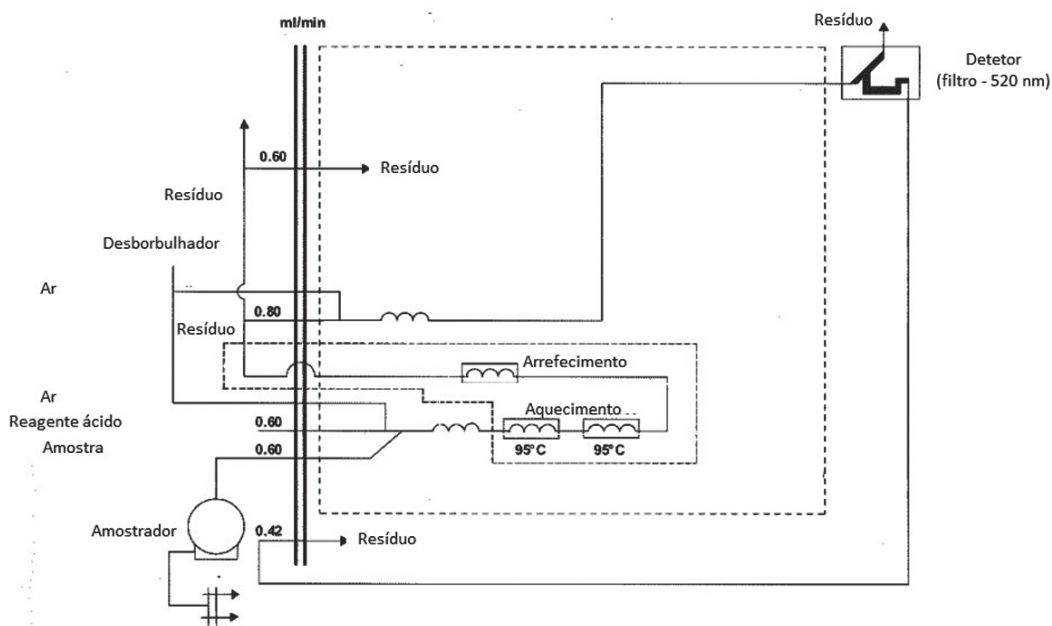 ml/min
Resíduo
Detetor
(filtro - 520 nm)
0.60
Resíduo
Resíduo
Desborbulhador
Ar
0.80
Resíduo
Arrefecimento
Ar
Reagente ácido
0.60
Aquecimento
Amostra
0.60
95°C
95°C
Amostrador
0.42
Resíduo